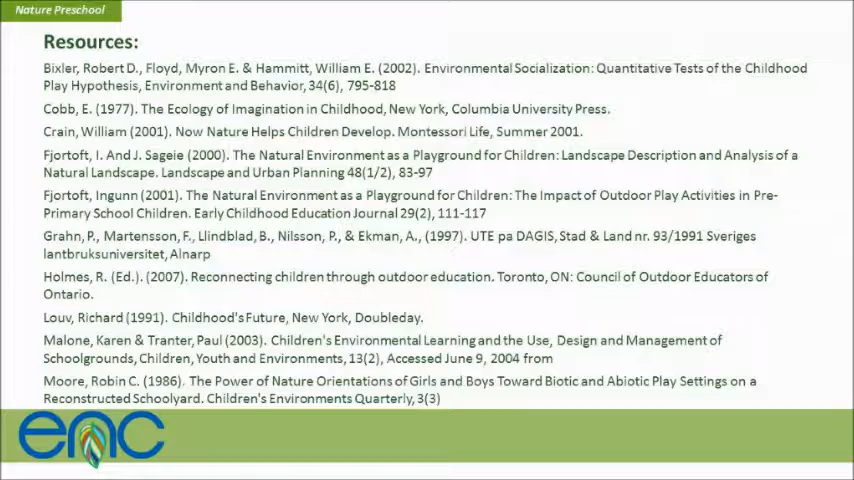 Nature Preschool
Resources:
Bixler, Robert D., Floyd, Myron E. & Hammitt, William E. (2002). Environmental Socialization: Quantitative Tests of the Childhood
Play Hypothesis, Environment and Behavior, 34(6), 795-818
Cobb, E. (1977). The Ecology of Imagination in Childhood, New York, Columbia University Press.
Crain, William (2001). Now Nature Helps Children Develop. Montessori Life, Summer 2001.
Fjortoft, I. And J. Sageie (2000). The Natural Environment as a Playground for Children: Landscape Description and Analysis of a
Natural Landscape. Landscape and Urban Planning 48(1/2), 83-97
Fjortoft, Ingunn (2001). The Natural Environment as a Playground for Children: The Impact of Outdoor Play Activities in Pre-
Primary School Children. Early Childhood Education Journal 29(2), 111-117
Grahn, P., Martensson, F., Llindblad, B., Nilsson, P., & Ekman, A., (1997). UTE pa DAGIS, Stad & Land nr. 93/1991 Sveriges
lantbruksuniversitet, Alnarp
Holmes, R. (Ed.). (2007). Reconnecting children through outdoor education. Toronto, ON: Council of Outdoor Educators of
Ontario.
Louv, Richard (1991). Childhood's Future, New York, Doubleday.
Malone, Karen & Tranter, Paul (2003). Children's Environmental Learning and the Use, Design and Management of
Schoolgrounds, Children, Youth and Environments, 13(2), Accessed June 9, 2004 from
Moore, Robin C. (1986). The Power of Nature Orientations of Girls and Boys Toward Biotic and Abiotic Play Settings on a
Reconstructed Schoolyard. Children's Environments Quarterly, 3(3)
enc